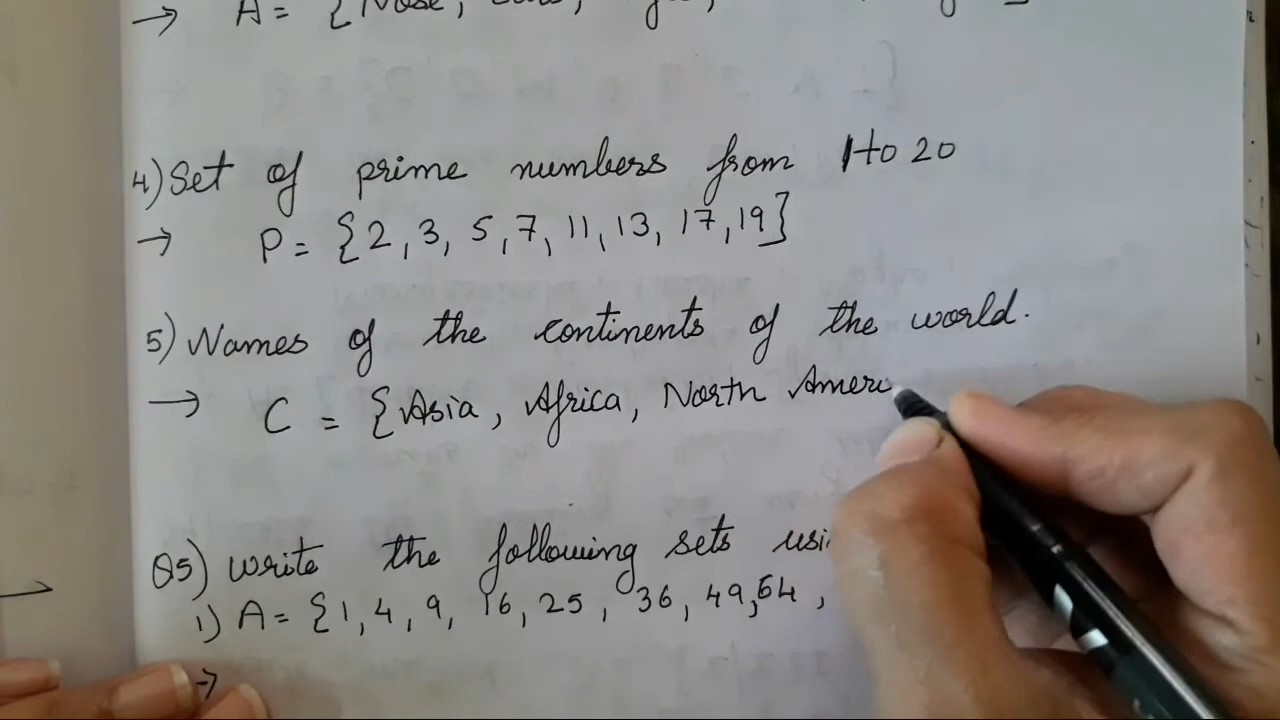 → A = {Nose,
4) Set of prime numbers from 1 to 20
→ P = {2, 3, 5, 7, 11, 13, 17, 19}
5) Names of the continents of the world.
→ C = {Asia, Africa, North Ameri
Q5) write the following sets usi
1) A = {1, 4, 9, 16, 25, 36, 49, 64,
→